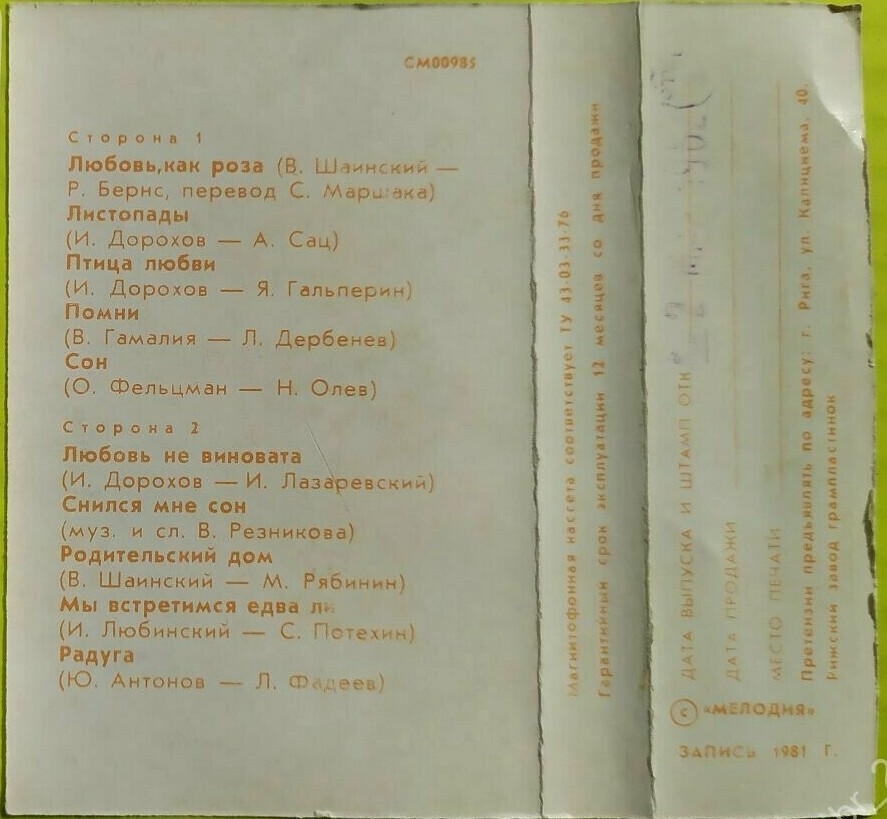 СМ00985
Сторона 1
Любовь,как роза (В. Шаинский —
Р. Бернс, перевод С. Маршака)
Листопады
(И. Дорохов — А. Сац)
Птица любви
(И. Дорохов — Я. Гальперин)
Помни
(В. Гамалия — Л. Дербенев)
Сон
(О. Фельцман — Н. Олев)
Сторона 2
Любовь не виновата
(И. Дорохов — И. Лазаревский)
Снился мне сон
(муз. и сл. В. Резникова)
Родительский дом
(В. Шаинский — М. Рябинин)
Мы встретимся едва ли
(И. Любинский — С. Потехин)
Радуга
(Ю. Антонов — Л. Фадеев)
Магнитофонная кассета соответствует ТУ 43-03-33-76
Гарантийный срок эксплуатации 12 месяцев со дня продажи
ДАТА ВЫПУСКА И ШТАМП ОТК
ДАТА ПРОДАЖИ
МЕСТО ПЕЧАТИ
Претензии предъявлять по адресу: г. Рига, ул. Калнциема, 40.
Рижский завод грампластинок
© «МЕЛОДИЯ»
ЗАПИСЬ 1981 Г.